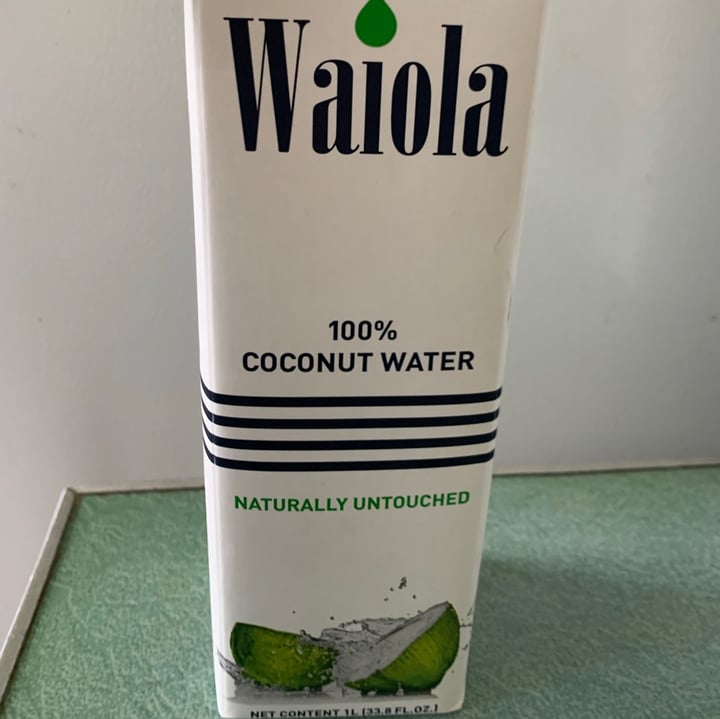 Waiola
100%
COCONUT WATER
NATURALLY UNTOUCHED
NET CONTENT 1L (33.8 FL.OZ.)